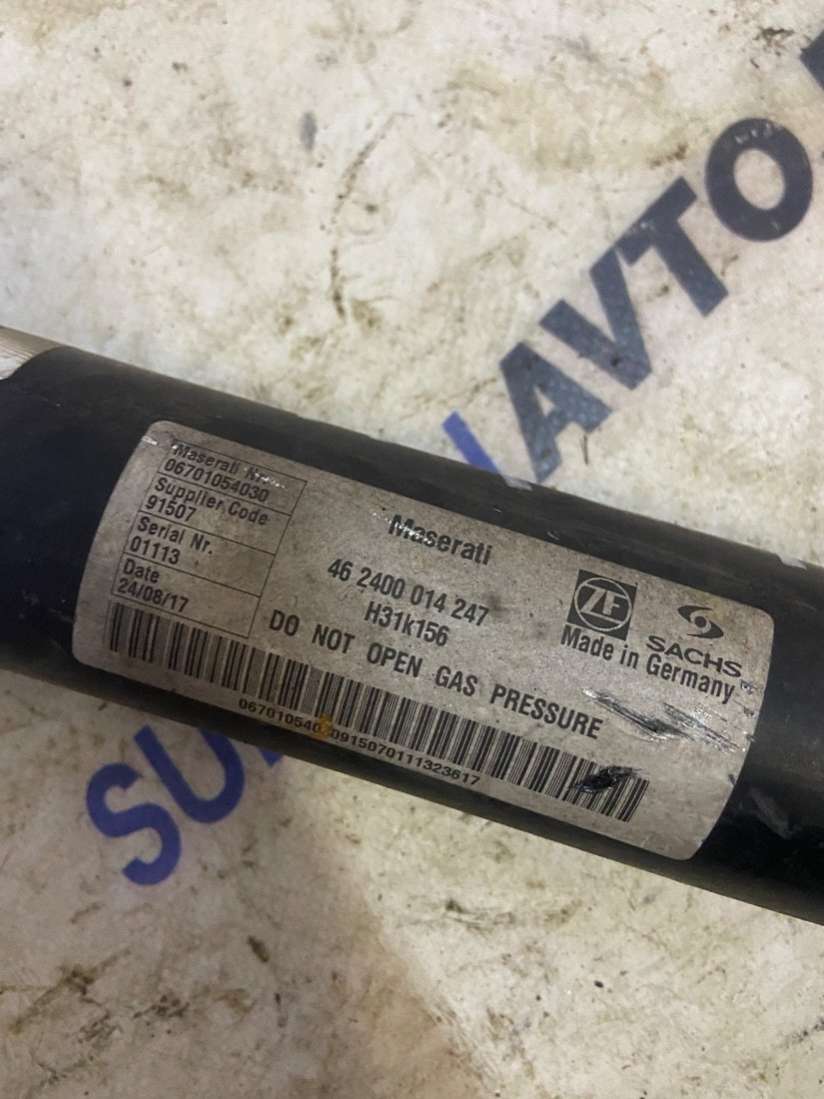 Maserati Nr.
06701054030
Supplier Code
91507
Serial Nr.
01113
Date
24/08/17
Maserati
46 2400 014 247
H31k156
DO NOT OPEN GAS PRESSURE
ZF
SACHS
Made in Germany